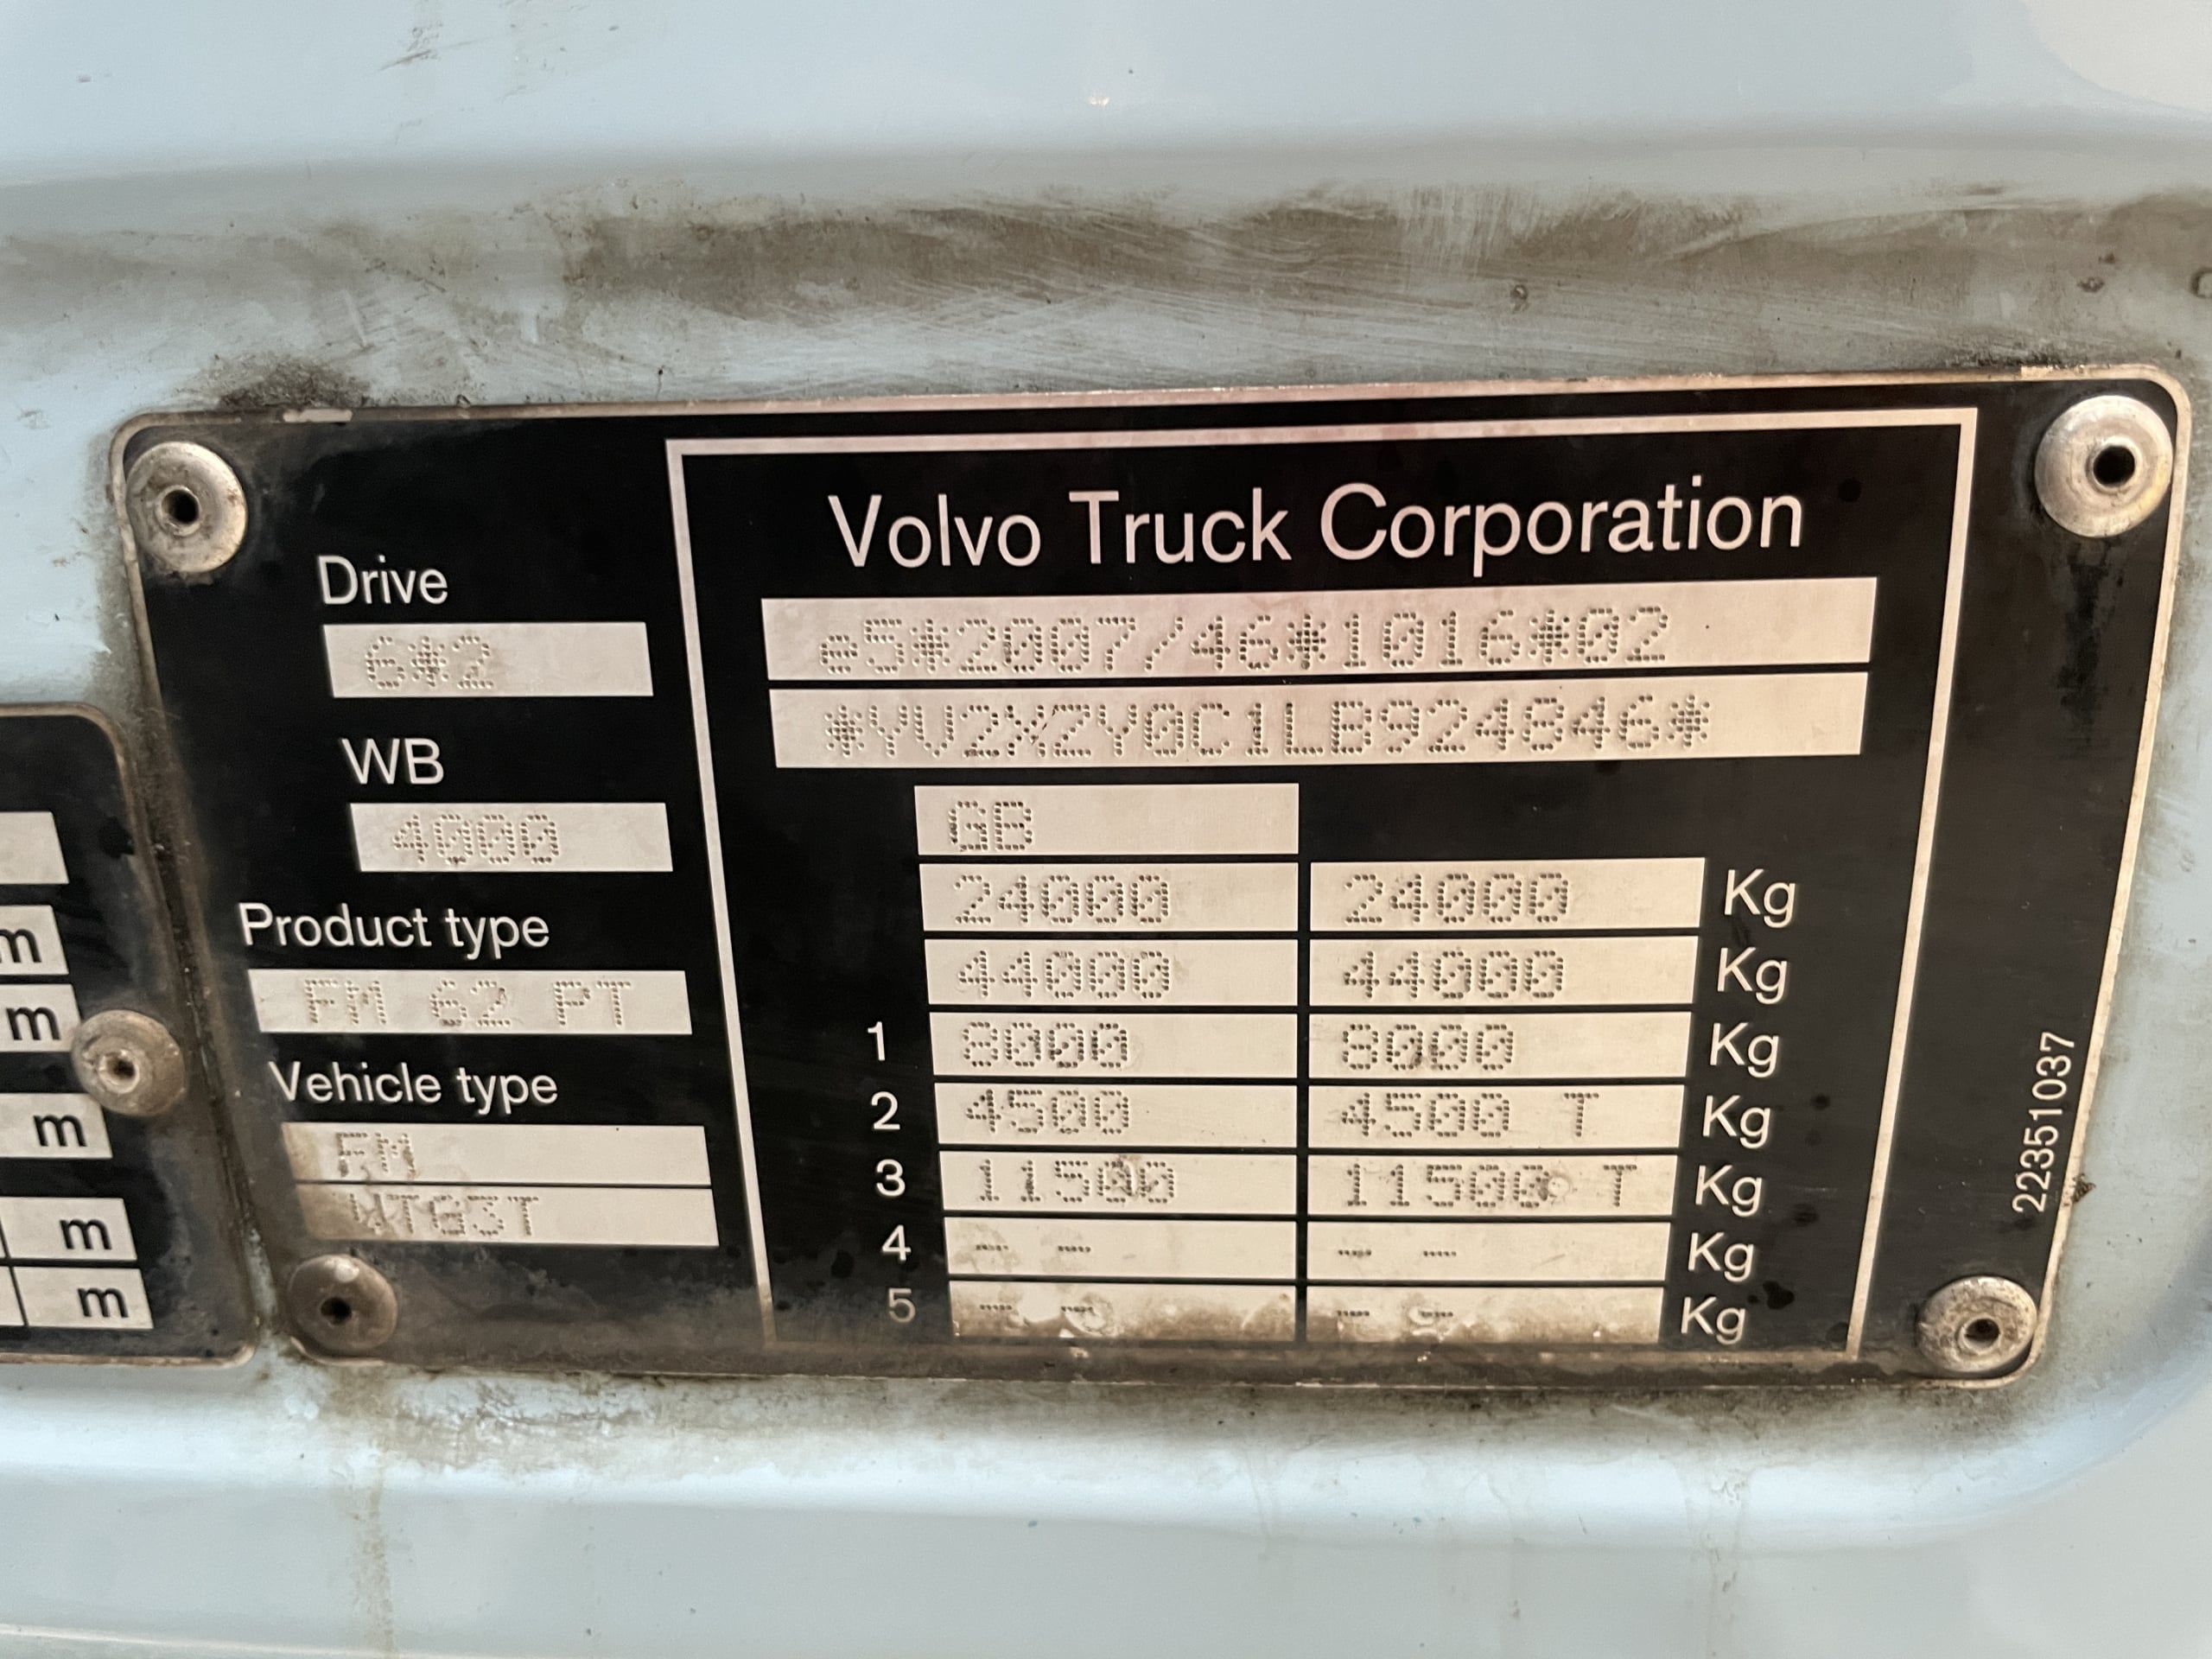 Volvo Truck Corporation
e5*2007/46*1016*02
*YV2XZY0C1LB924846*
GB
24000 24000 Kg
44000 44000 Kg
1 8000 8000 Kg
2 4500 4500 T Kg
3 11500 11500 T Kg
4 - - - - Kg
5 - - - - Kg
Drive
6*2
WB
4000
Product type
FM 62 PT
Vehicle type
FM
22351037
m
m
m
m
m